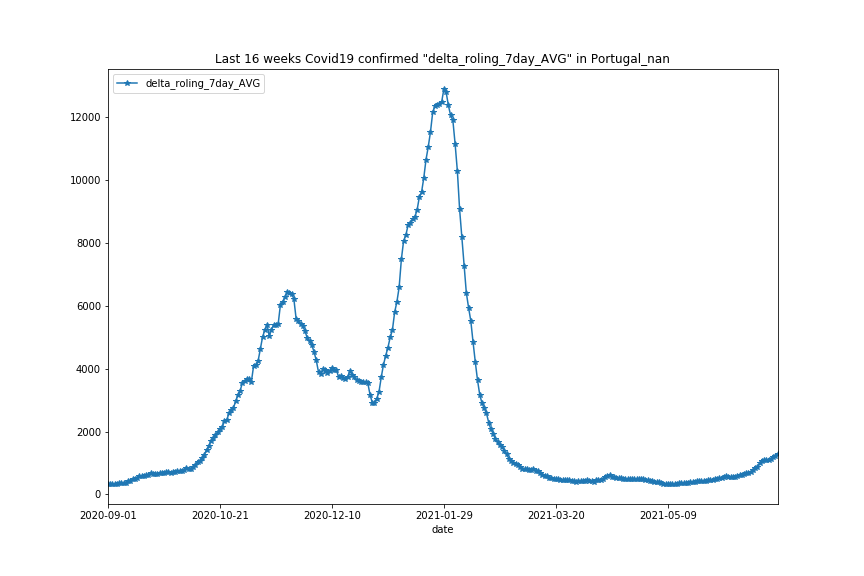 Last 16 weeks Covid19 confirmed "delta_roling_7day_AVG" in Portugal_nan
delta_roling_7day_AVG
12000
10000
8000
6000
4000
2000
0
2020-09-01 2020-10-21 2020-12-10 2021-01-29 2021-03-20 2021-05-09
date